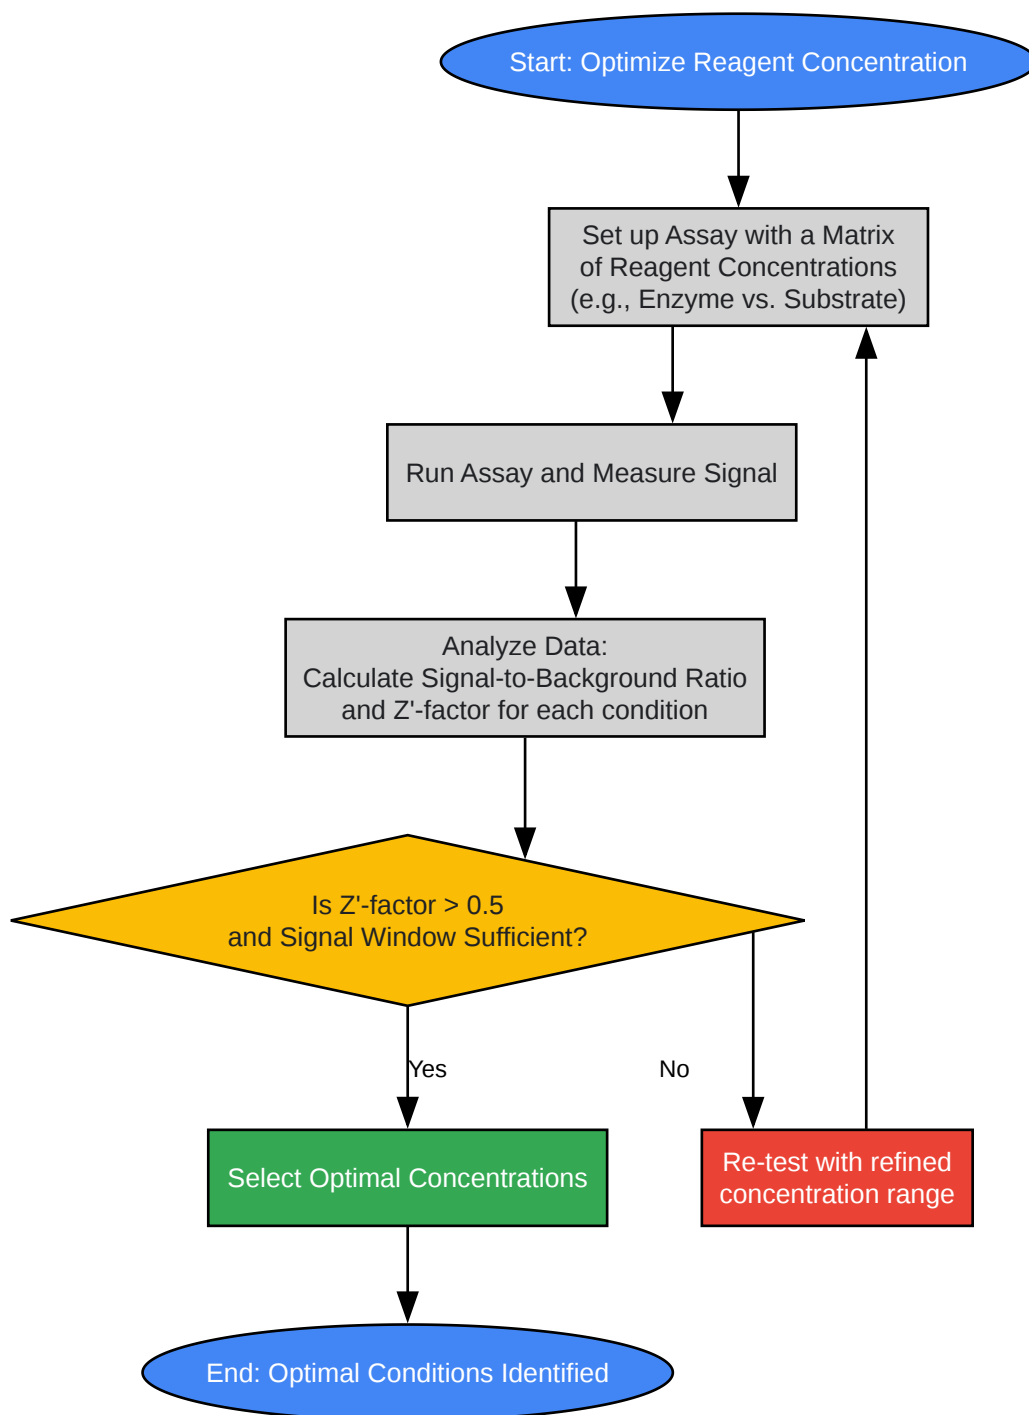 Start: Optimize Reagent Concentration
Set up Assay with a Matrix
of Reagent Concentrations
(e.g., Enzyme vs. Substrate)
Run Assay and Measure Signal
Analyze Data:
Calculate Signal-to-Background Ratio
and Z'-factor for each condition
Is Z'-factor > 0.5
and Signal Window Sufficient?
Yes
No
Select Optimal Concentrations
Re-test with refined
concentration range
End: Optimal Conditions Identified